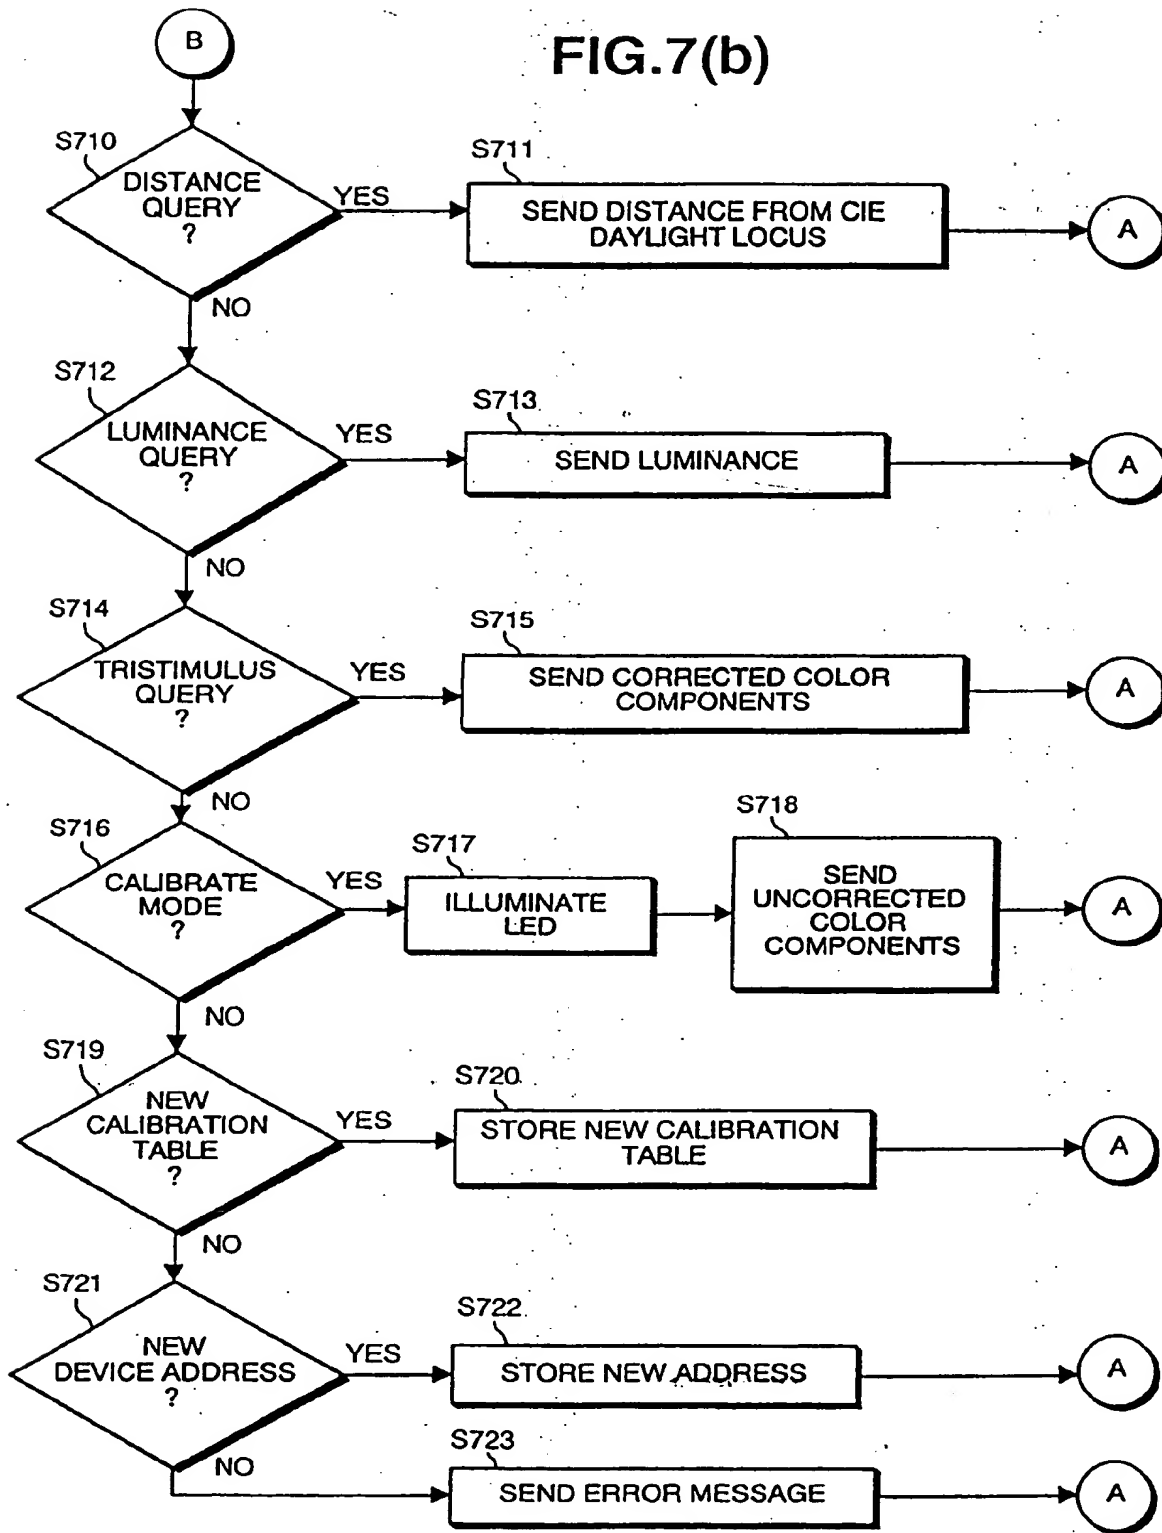 B
FIG.7(b)
S710
DISTANCE
QUERY
?
YES
S711
SEND DISTANCE FROM CIE
DAYLIGHT LOCUS
A
NO
S712
LUMINANCE
QUERY
?
YES
S713
SEND LUMINANCE
A
NO
S714
TRISTIMULUS
QUERY
?
YES
S715
SEND CORRECTED COLOR
COMPONENTS
A
NO
S716
CALIBRATE
MODE
?
YES
S717
ILLUMINATE
LED
S718
SEND
UNCORRECTED
COLOR
COMPONENTS
A
NO
S719
NEW
CALIBRATION
TABLE
?
YES
S720
STORE NEW CALIBRATION
TABLE
A
NO
S721
NEW
DEVICE ADDRESS
?
YES
S722
STORE NEW ADDRESS
A
NO
S723
SEND ERROR MESSAGE
A